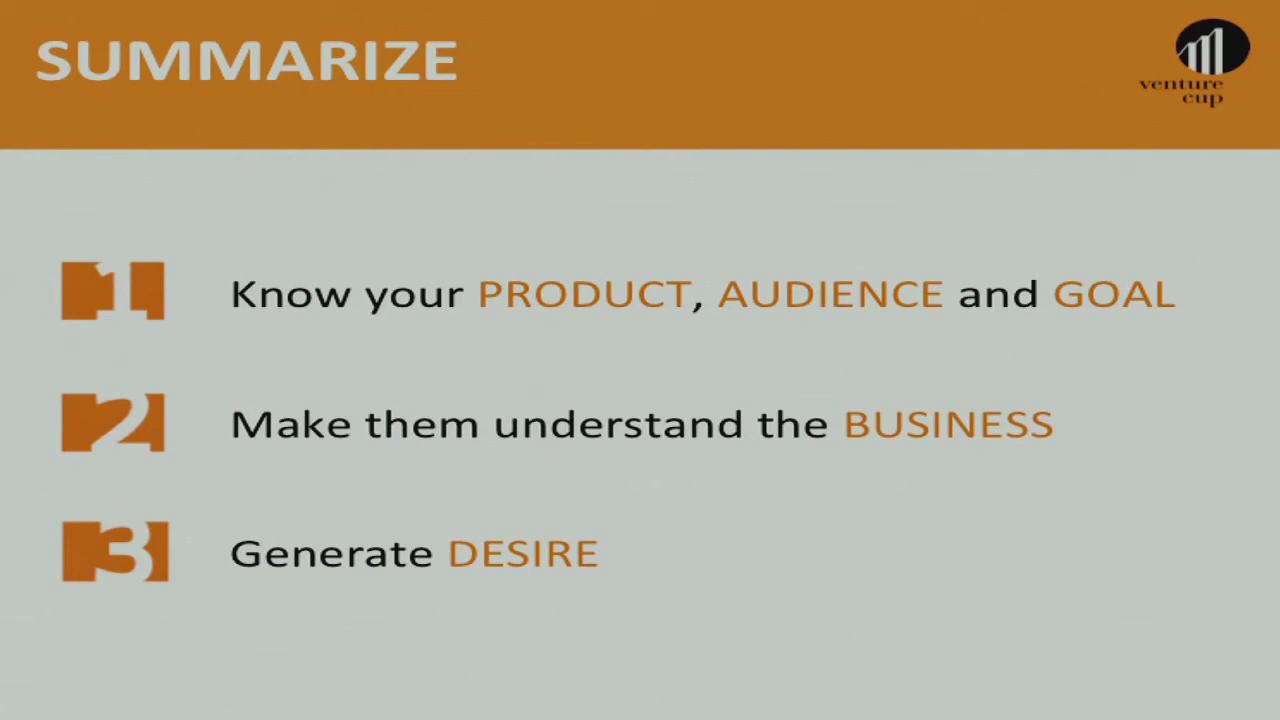 SUMMARIZE
venture
cup
1 Know your PRODUCT, AUDIENCE and GOAL
2 Make them understand the BUSINESS
3 Generate DESIRE